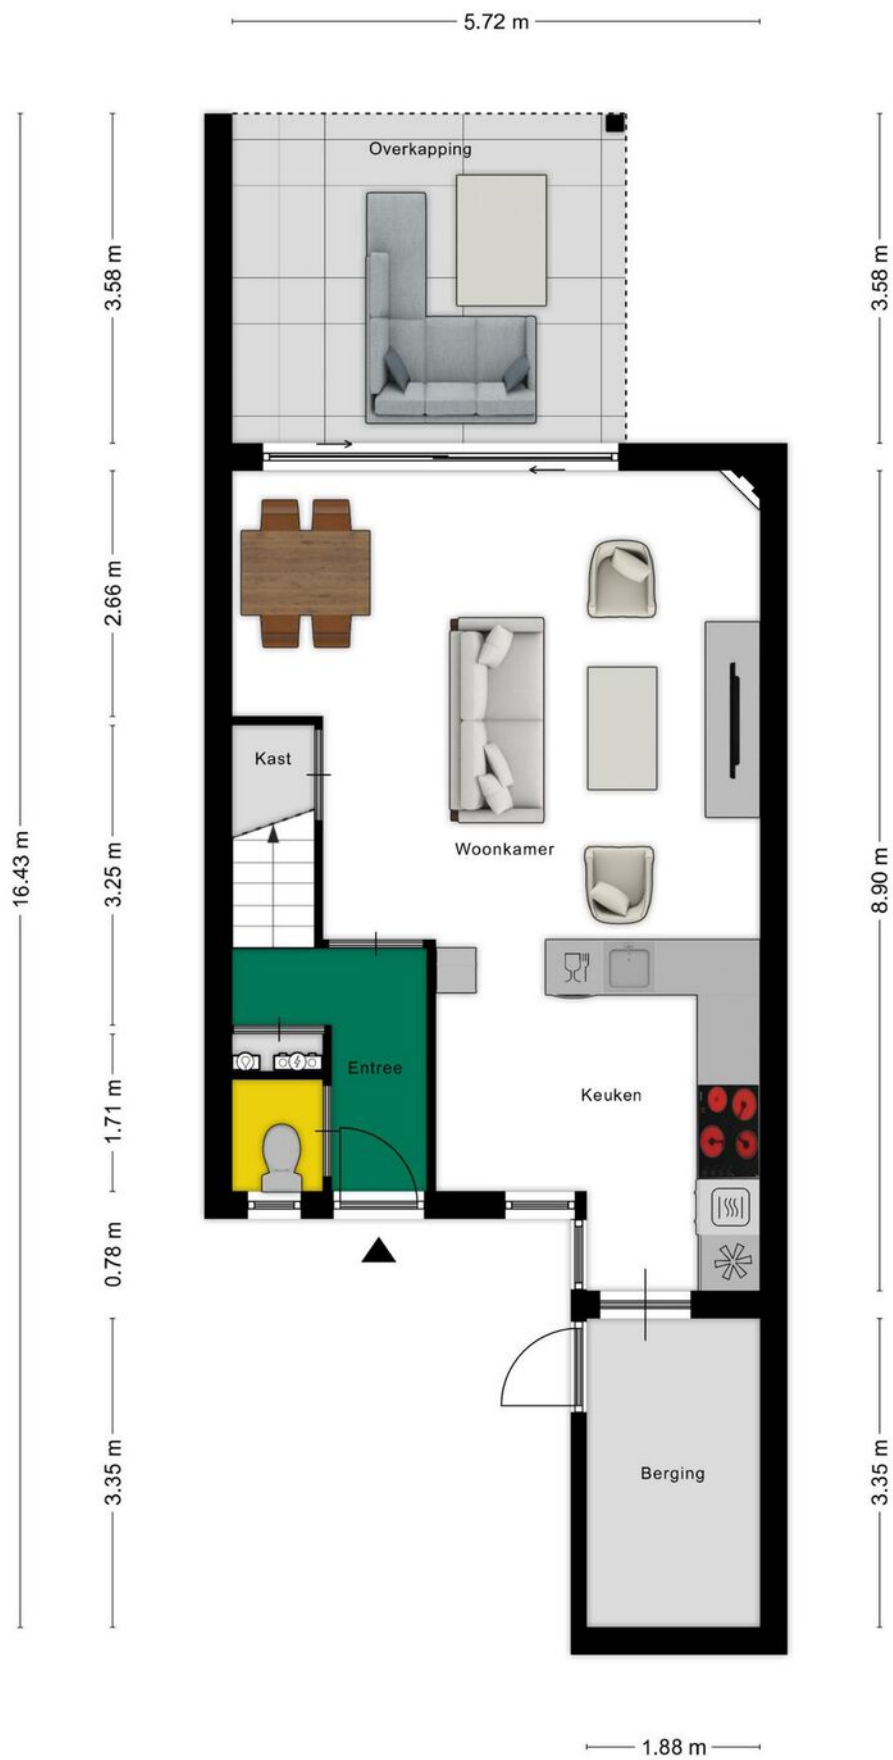 5.72 m
Overkapping
3.58 m
3.58 m
2.66 m
Kast
16.43 m
3.25 m
Woonkamer
8.90 m
Entree
1.71 m
Keuken
0.78 m
3.35 m
Berging
3.35 m
1.88 m